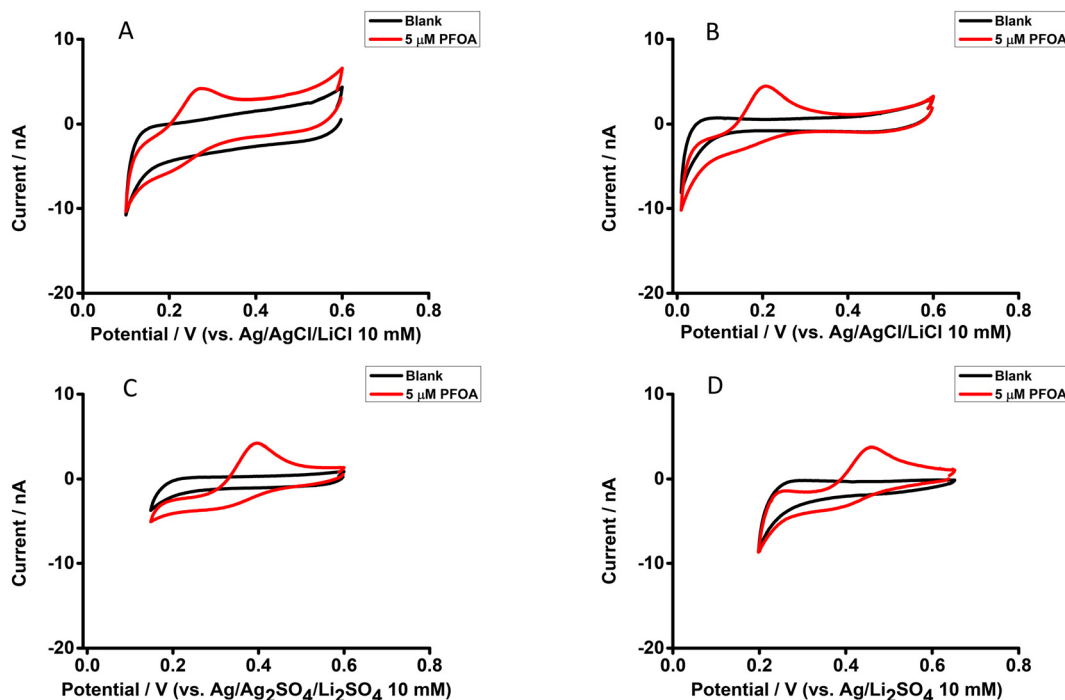 A
Blank
5 μM PFOA
10
0
-10
-20
Current / nA
0.0 0.2 0.4 0.6 0.8
Potential / V (vs. Ag/AgCl/LiCl 10 mM)
B
Blank
5 μM PFOA
10
0
-10
-20
Current / nA
0.0 0.2 0.4 0.6 0.8
Potential / V (vs. Ag/AgCl/LiCl 10 mM)
C
Blank
5 μM PFOA
10
0
-10
-20
Current / nA
0.0 0.2 0.4 0.6 0.8
Potential / V (vs. Ag/Ag₂SO₄/Li₂SO₄ 10 mM)
D
Blank
5 μM PFOA
10
0
-10
-20
Current / nA
0.0 0.2 0.4 0.6 0.8
Potential / V (vs. Ag/Li₂SO₄ 10 mM)